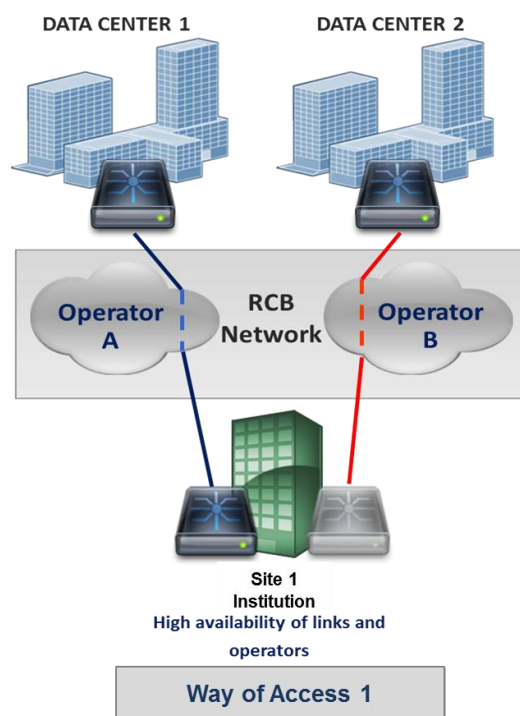 DATA CENTER 1
DATA CENTER 2
Operator
A
RCB
Network
Operator
B
Site 1
Institution
High availability of links and
operators
Way of Access 1